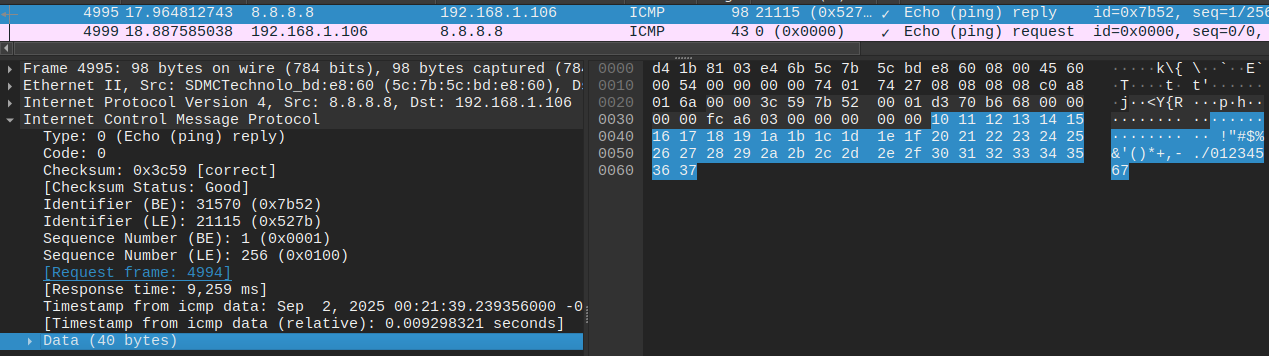 4995 17.964812743 8.8.8.8 192.168.1.106 ICMP 98 21115 (0x527… ✓ Echo (ping) reply id=0x7b52, seq=1/256
4999 18.887585038 192.168.1.106 8.8.8.8 ICMP 43 0 (0x0000) ✓ Echo (ping) request id=0x0000, seq=0/0,
Frame 4995: 98 bytes on wire (784 bits), 98 bytes captured (784
Ethernet II, Src: SDMCTechnolo_bd:e8:60 (5c:7b:5c:bd:e8:60), Ds
Internet Protocol Version 4, Src: 8.8.8.8, Dst: 192.168.1.106
Internet Control Message Protocol
Type: 0 (Echo (ping) reply)
Code: 0
Checksum: 0x3c59 [correct]
[Checksum Status: Good]
Identifier (BE): 31570 (0x7b52)
Identifier (LE): 21115 (0x527b)
Sequence Number (BE): 1 (0x0001)
Sequence Number (LE): 256 (0x0100)
[Request frame: 4994]
[Response time: 9,259 ms]
Timestamp from icmp data: Sep  2, 2025 00:21:39.239356000 -0
[Timestamp from icmp data (relative): 0.009298321 seconds]
Data (40 bytes)
0000 d4 1b 81 03 e4 6b 5c 7b 5c bd e8 60 08 00 45 60 ·····k\{ \··`··E`
0010 00 54 00 00 00 00 74 01 74 27 08 08 08 08 c0 a8 ·T····t· t'······
0020 01 6a 00 00 3c 59 7b 52 00 01 d3 70 b6 68 00 00 ·j··<Y{R ···p·h··
0030 00 00 fc a6 03 00 00 00 00 00 10 11 12 13 14 15 ········ ········
0040 16 17 18 19 1a 1b 1c 1d 1e 1f 20 21 22 23 24 25 ········ ·· !"#$%
0050 26 27 28 29 2a 2b 2c 2d 2e 2f 30 31 32 33 34 35 &'()*+,- ./012345
0060 36 37 67